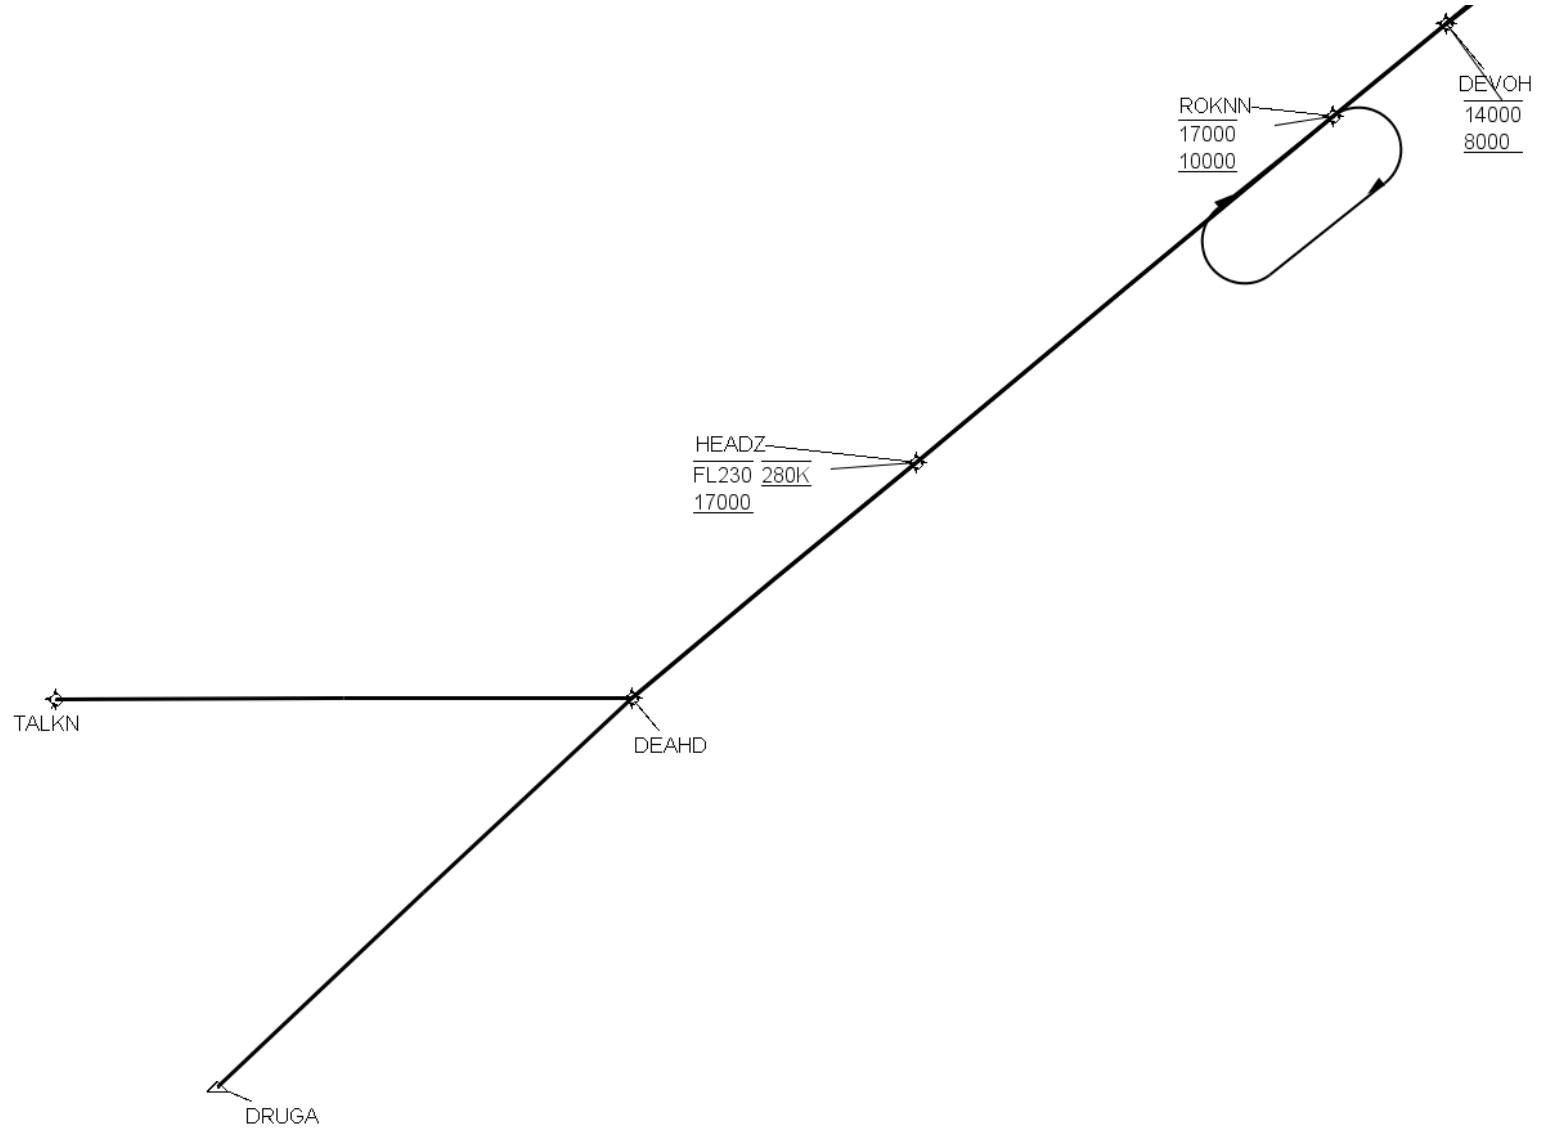 DEVOH
14000
8000
ROKNN
17000
10000
HEADZ
FL230 280K
17000
TALKN
DEAHD
DRUGA